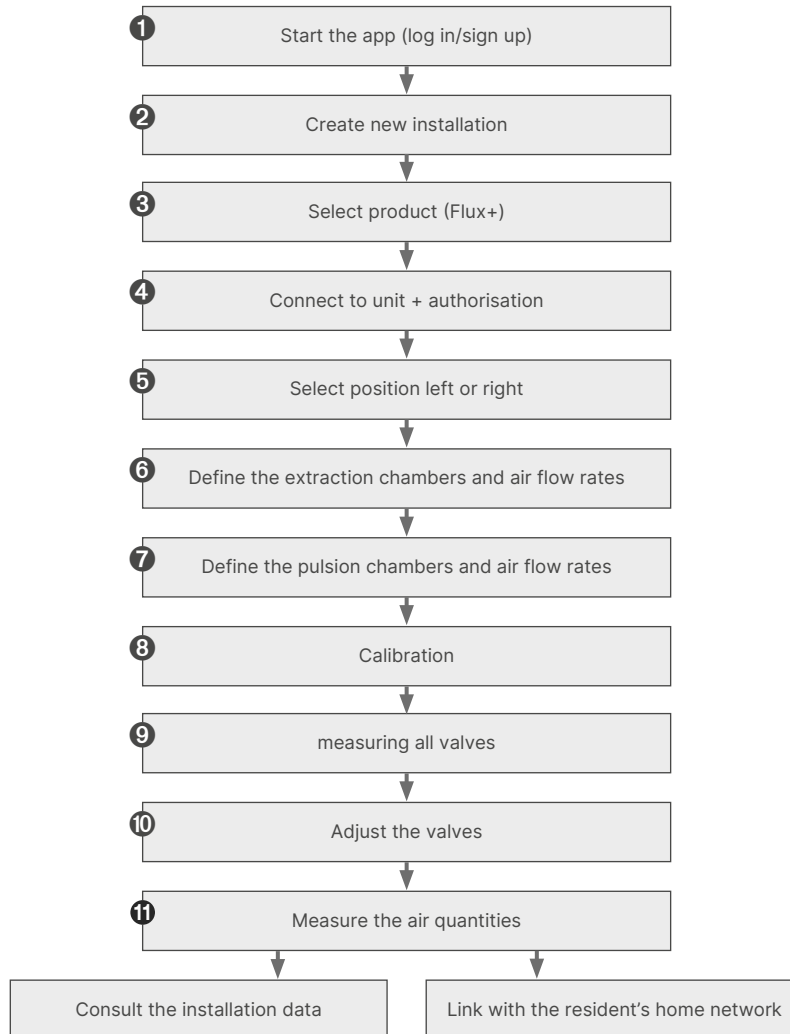 1 Start the app (log in/sign up)
2 Create new installation
3 Select product (Flux+)
4 Connect to unit + authorisation
5 Select position left or right
6 Define the extraction chambers and air flow rates
7 Define the pulsion chambers and air flow rates
8 Calibration
9 measuring all valves
10 Adjust the valves
11 Measure the air quantities
Consult the installation data
Link with the resident’s home network